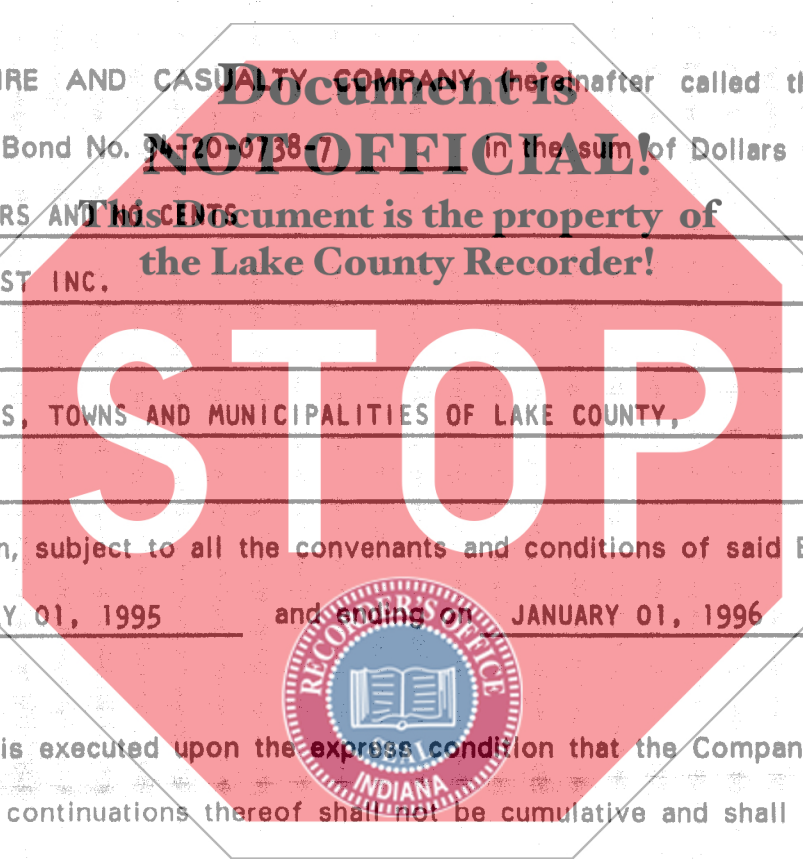 IRE AND CASUALTY COMPANY (hereinafter called th
Document is
Bond No. 94-20-0738-7 in the sum of Dollars
NOT OFFICIAL!
RS AND NO CENTS
This Document is the property of
the Lake County Recorder!
ST INC.
STOP
S, TOWNS AND MUNICIPALITIES OF LAKE COUNTY,
n, subject to all the convenants and conditions of said B
Y 01, 1995 and ending on JANUARY 01, 1996
RECORDER'S OFFICE
INDIANA
is executed upon the express condition that the Compan
continuations thereof shall not be cumulative and shall